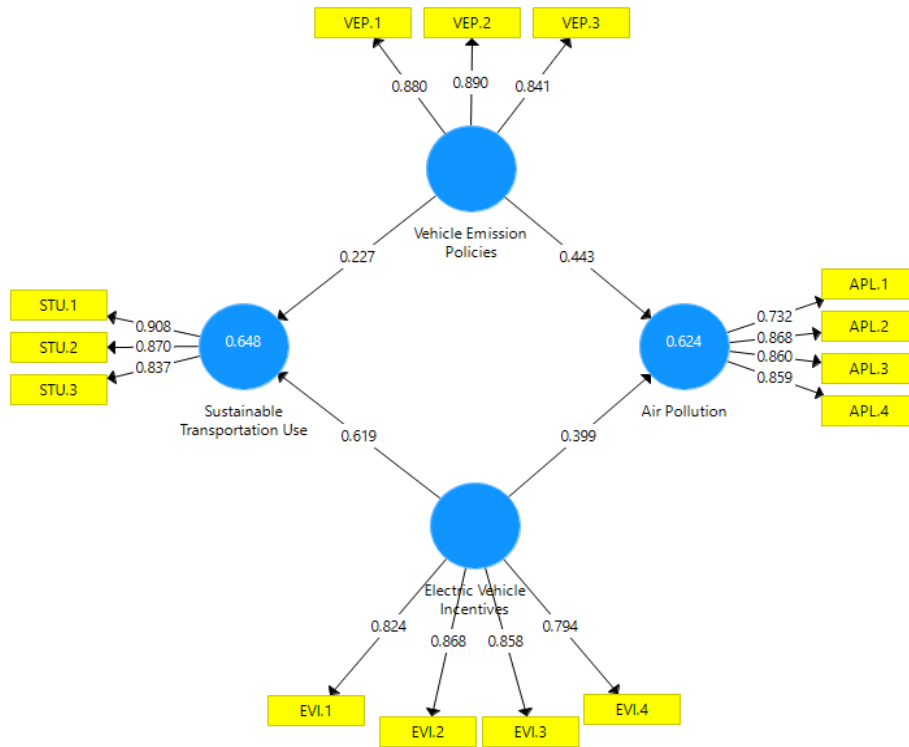 VEP.1
VEP.2
VEP.3
0.880
0.890
0.841
Vehicle Emission
Policies
0.227
0.443
STU.1
STU.2
STU.3
0.908
0.870
0.837
0.648
Sustainable
Transportation Use
0.624
Air Pollution
0.732
0.868
0.860
0.859
APL.1
APL.2
APL.3
APL.4
0.619
0.399
Electric Vehicle
Incentives
0.824
0.868
0.858
0.794
EVI.1
EVI.2
EVI.3
EVI.4